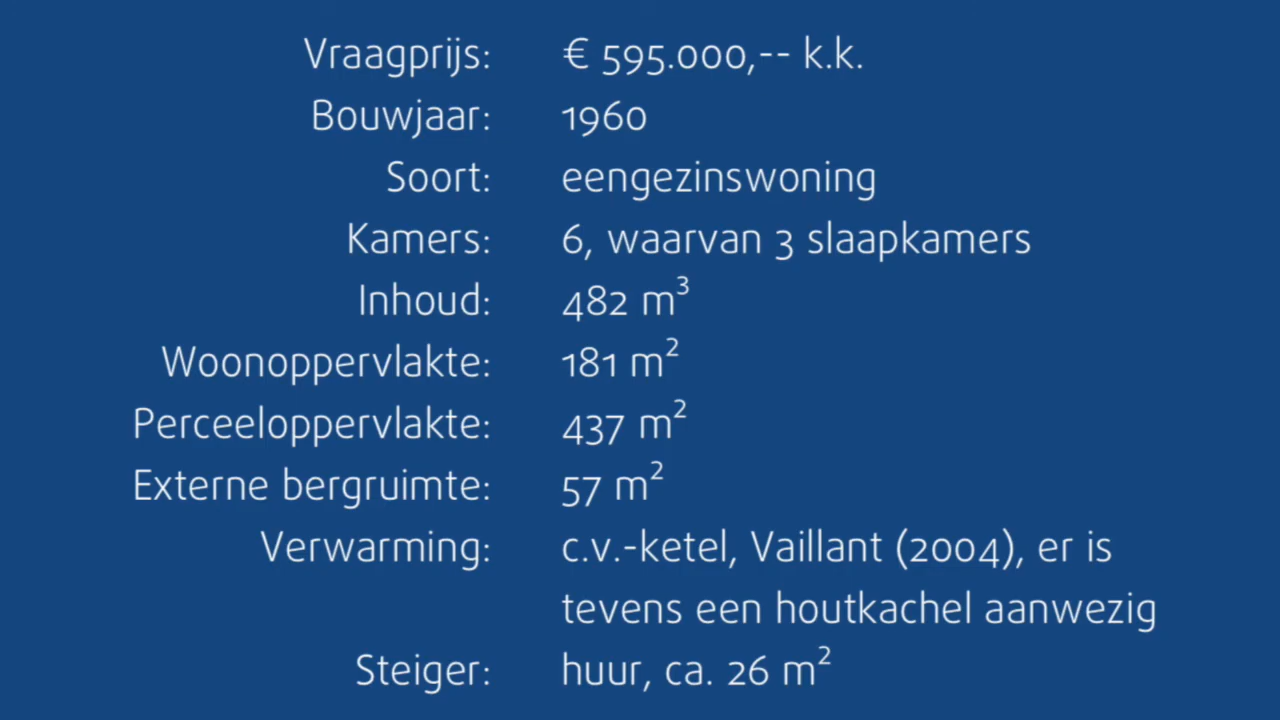 Vraagprijs: € 595.000,-- k.k.
Bouwjaar: 1960
Soort: eengezinswoning
Kamers: 6, waarvan 3 slaapkamers
Inhoud: 482 m³
Woonoppervlakte: 181 m²
Perceeloppervlakte: 437 m²
Externe bergruimte: 57 m²
Verwarming: c.v.-ketel, Vaillant (2004), er is
tevens een houtkachel aanwezig
Steiger: huur, ca. 26 m²